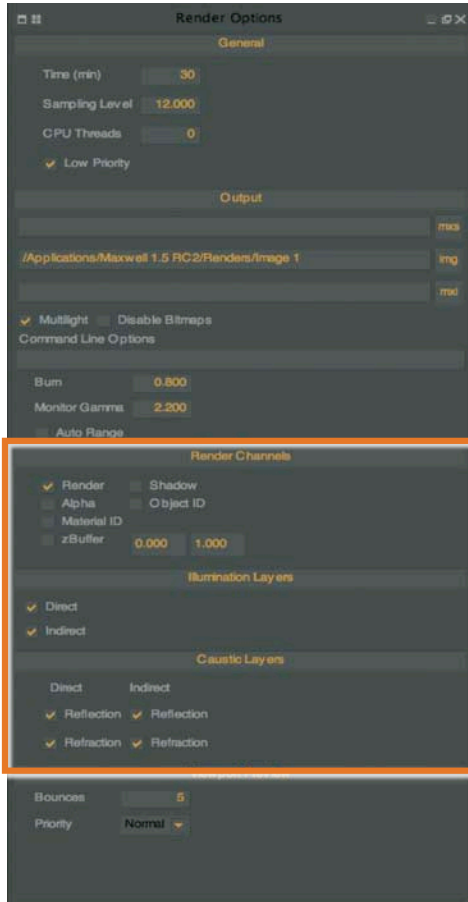 Render Options
General
Time (min) 30
Sampling Level 12.000
CPU Threads 0
Low Priority
Output
mxs
/Applications/Maxwell 1.5 RC2/Renders/Image 1 img
mxi
Multilight Disable Bitmaps
Command Line Options
Burn 0.800
Monitor Gamma 2.200
Auto Range
Render Channels
Render Shadow
Alpha Object ID
Material ID
zBuffer 0.000 1.000
Illumination Layers
Direct
Indirect
Caustic Layers
Direct Indirect
Reflection Reflection
Refraction Refraction
Bounces 5
Priority Normal